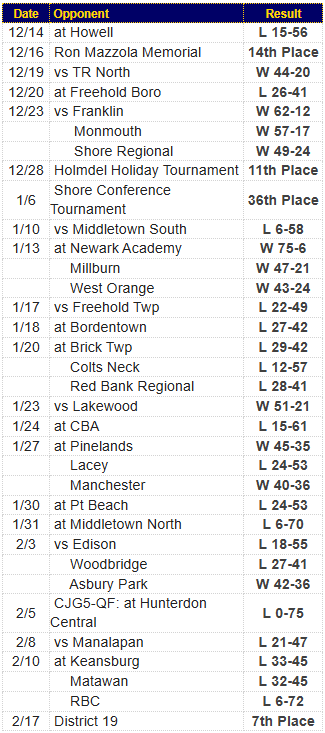 Date Opponent Result
12/14 at Howell L 15-56
12/16 Ron Mazzola Memorial 14th Place
12/19 vs TR North W 44-20
12/20 at Freehold Boro L 26-41
12/23 vs Franklin W 62-12
Monmouth W 57-17
Shore Regional W 49-24
12/28 Holmdel Holiday Tournament 11th Place
1/6 Shore Conference
Tournament 36th Place
1/10 vs Middletown South L 6-58
1/13 at Newark Academy W 75-6
Millburn W 47-21
West Orange W 43-24
1/17 vs Freehold Twp L 22-49
1/18 at Bordentown L 27-42
1/20 at Brick Twp L 29-42
Colts Neck L 12-57
Red Bank Regional L 28-41
1/23 vs Lakewood W 51-21
1/24 at CBA L 15-61
1/27 at Pinelands W 45-35
Lacey L 24-53
Manchester W 40-36
1/30 at Pt Beach L 24-53
1/31 at Middletown North L 6-70
2/3 vs Edison L 18-55
Woodbridge L 27-41
Asbury Park W 42-36
2/5 CJG5-QF: at Hunterdon
Central L 0-75
2/8 vs Manalapan L 21-47
2/10 at Keansburg L 33-45
Matawan L 32-45
RBC L 6-72
2/17 District 19 7th Place